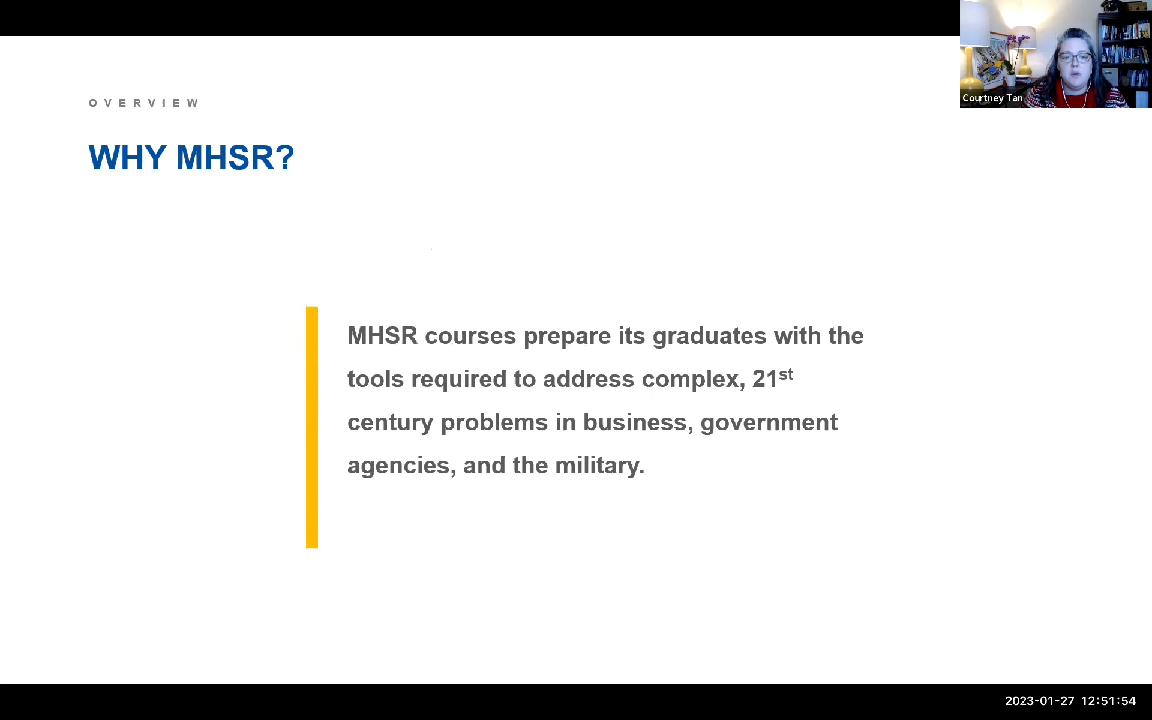 Courtney Tan
OVERVIEW
WHY MHSR?
MHSR courses prepare its graduates with the
tools required to address complex, 21st
century problems in business, government
agencies, and the military.
2023-01-27 12:51:54